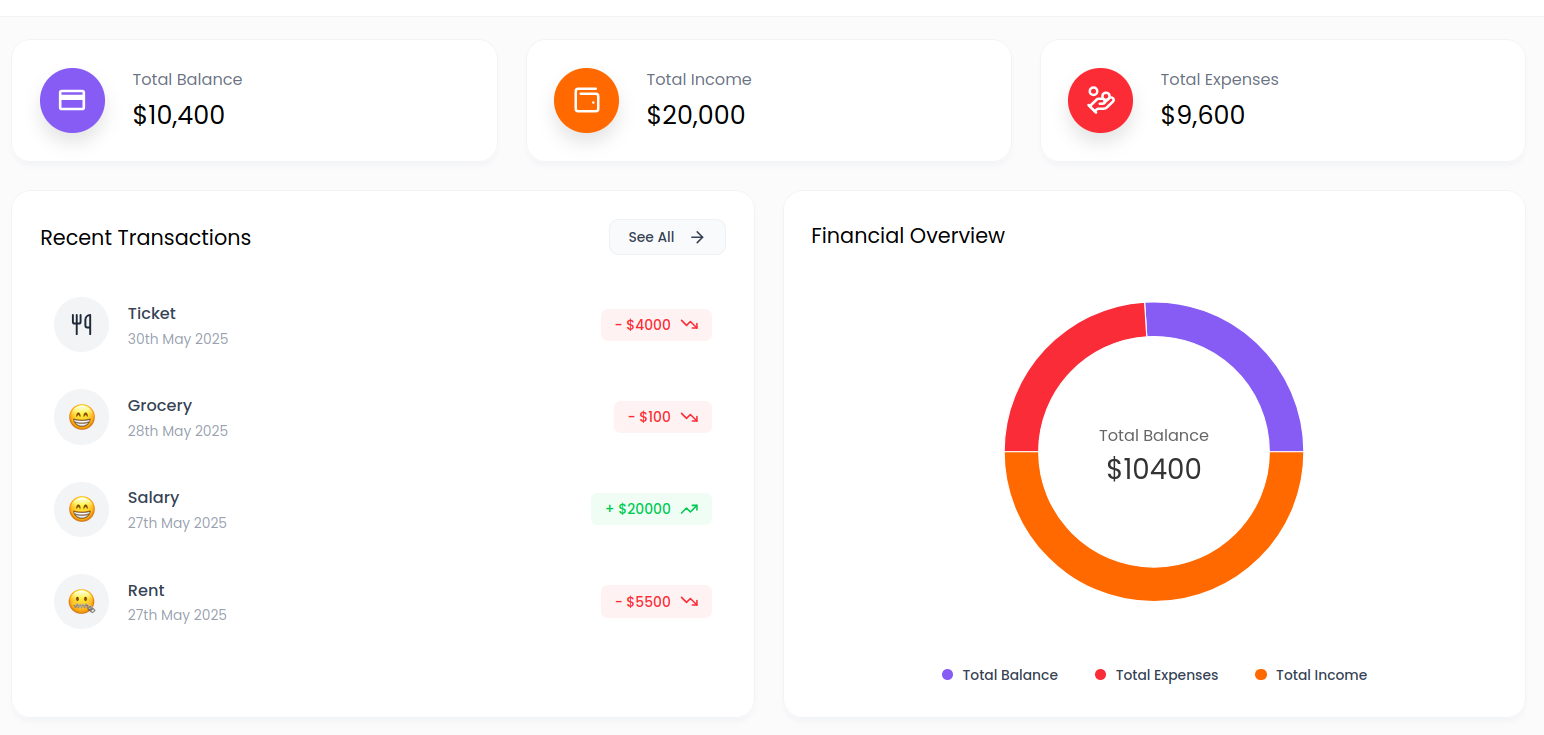 Total Balance
$10,400
Total Income
$20,000
Total Expenses
$9,600
Recent Transactions
See All
Ticket
30th May 2025
- $4000
Grocery
28th May 2025
- $100
Salary
27th May 2025
+ $20000
Rent
27th May 2025
- $5500
Financial Overview
Total Balance
$10400
Total Balance
Total Expenses
Total Income